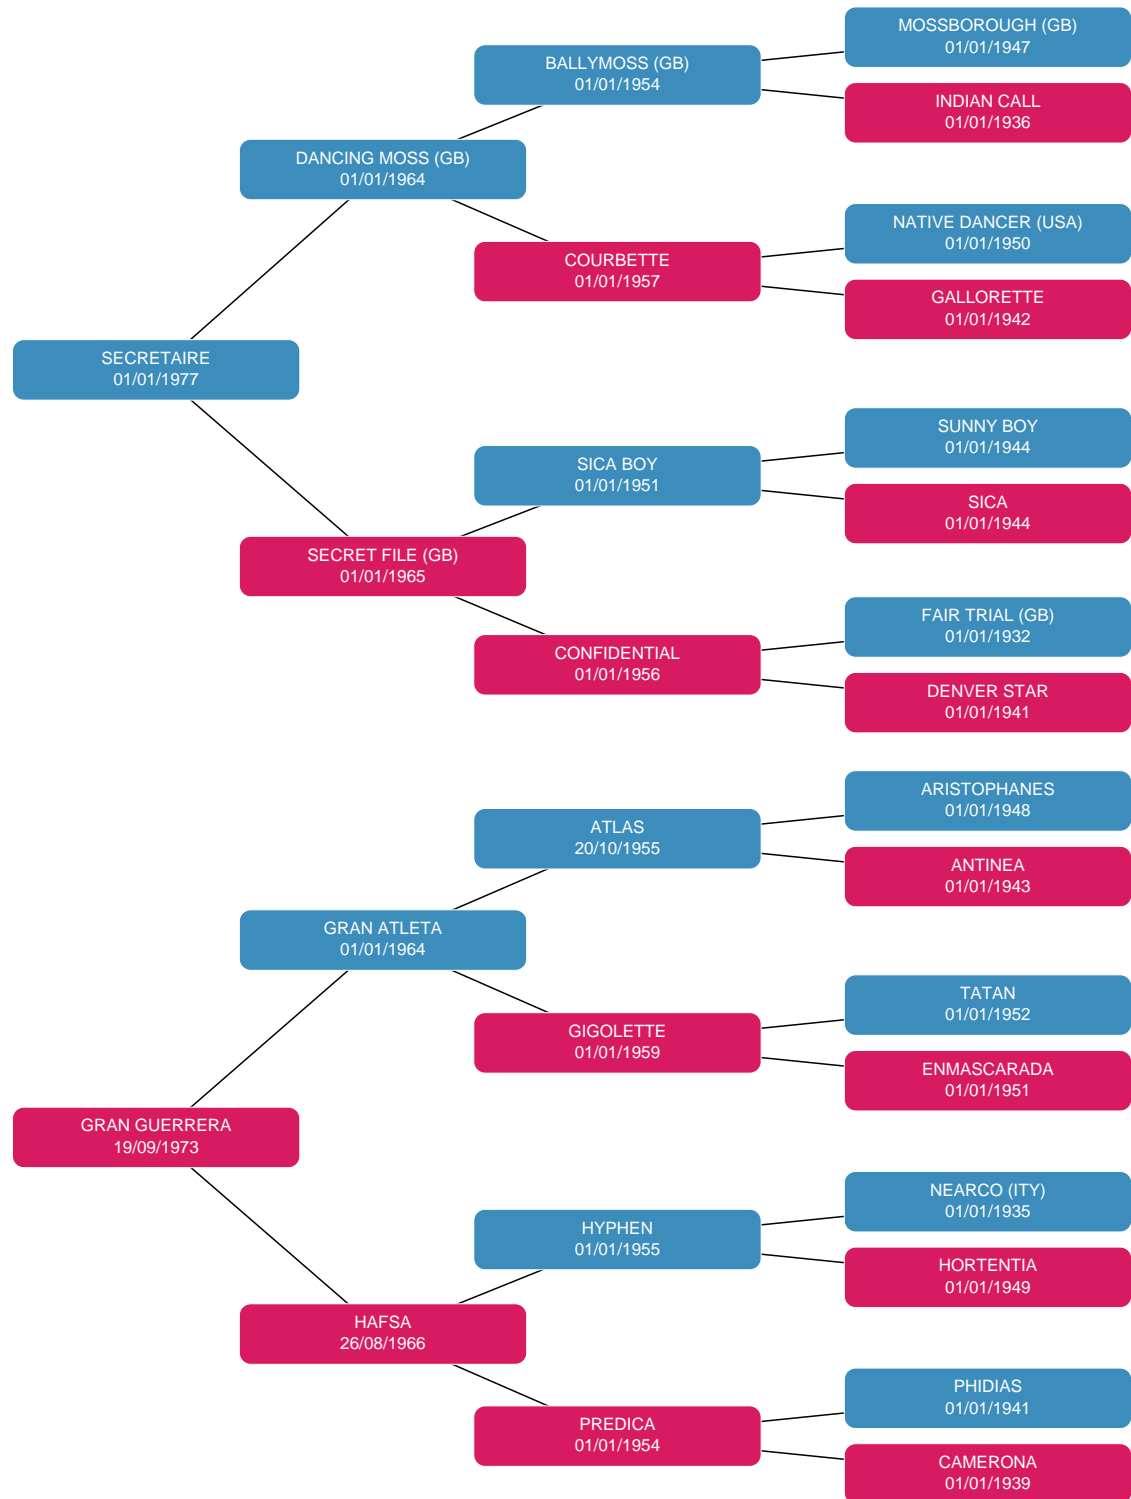 MOSSBOROUGH (GB)
01/01/1947
BALLYMOSS (GB)
01/01/1954
INDIAN CALL
01/01/1936
DANCING MOSS (GB)
01/01/1964
NATIVE DANCER (USA)
01/01/1950
COURBETTE
01/01/1957
GALLORETTE
01/01/1942
SECRETAIRE
01/01/1977
SUNNY BOY
01/01/1944
SICA BOY
01/01/1951
SICA
01/01/1944
SECRET FILE (GB)
01/01/1965
FAIR TRIAL (GB)
01/01/1932
CONFIDENTIAL
01/01/1956
DENVER STAR
01/01/1941
ARISTOPHANES
01/01/1948
ATLAS
20/10/1955
ANTINEA
01/01/1943
GRAN ATLETA
01/01/1964
TATAN
01/01/1952
GIGOLETTE
01/01/1959
ENMASCARADA
01/01/1951
GRAN GUERRERA
19/09/1973
NEARCO (ITY)
01/01/1935
HYPHEN
01/01/1955
HORTENTIA
01/01/1949
HAFSA
26/08/1966
PHIDIAS
01/01/1941
PREDICA
01/01/1954
CAMERONA
01/01/1939